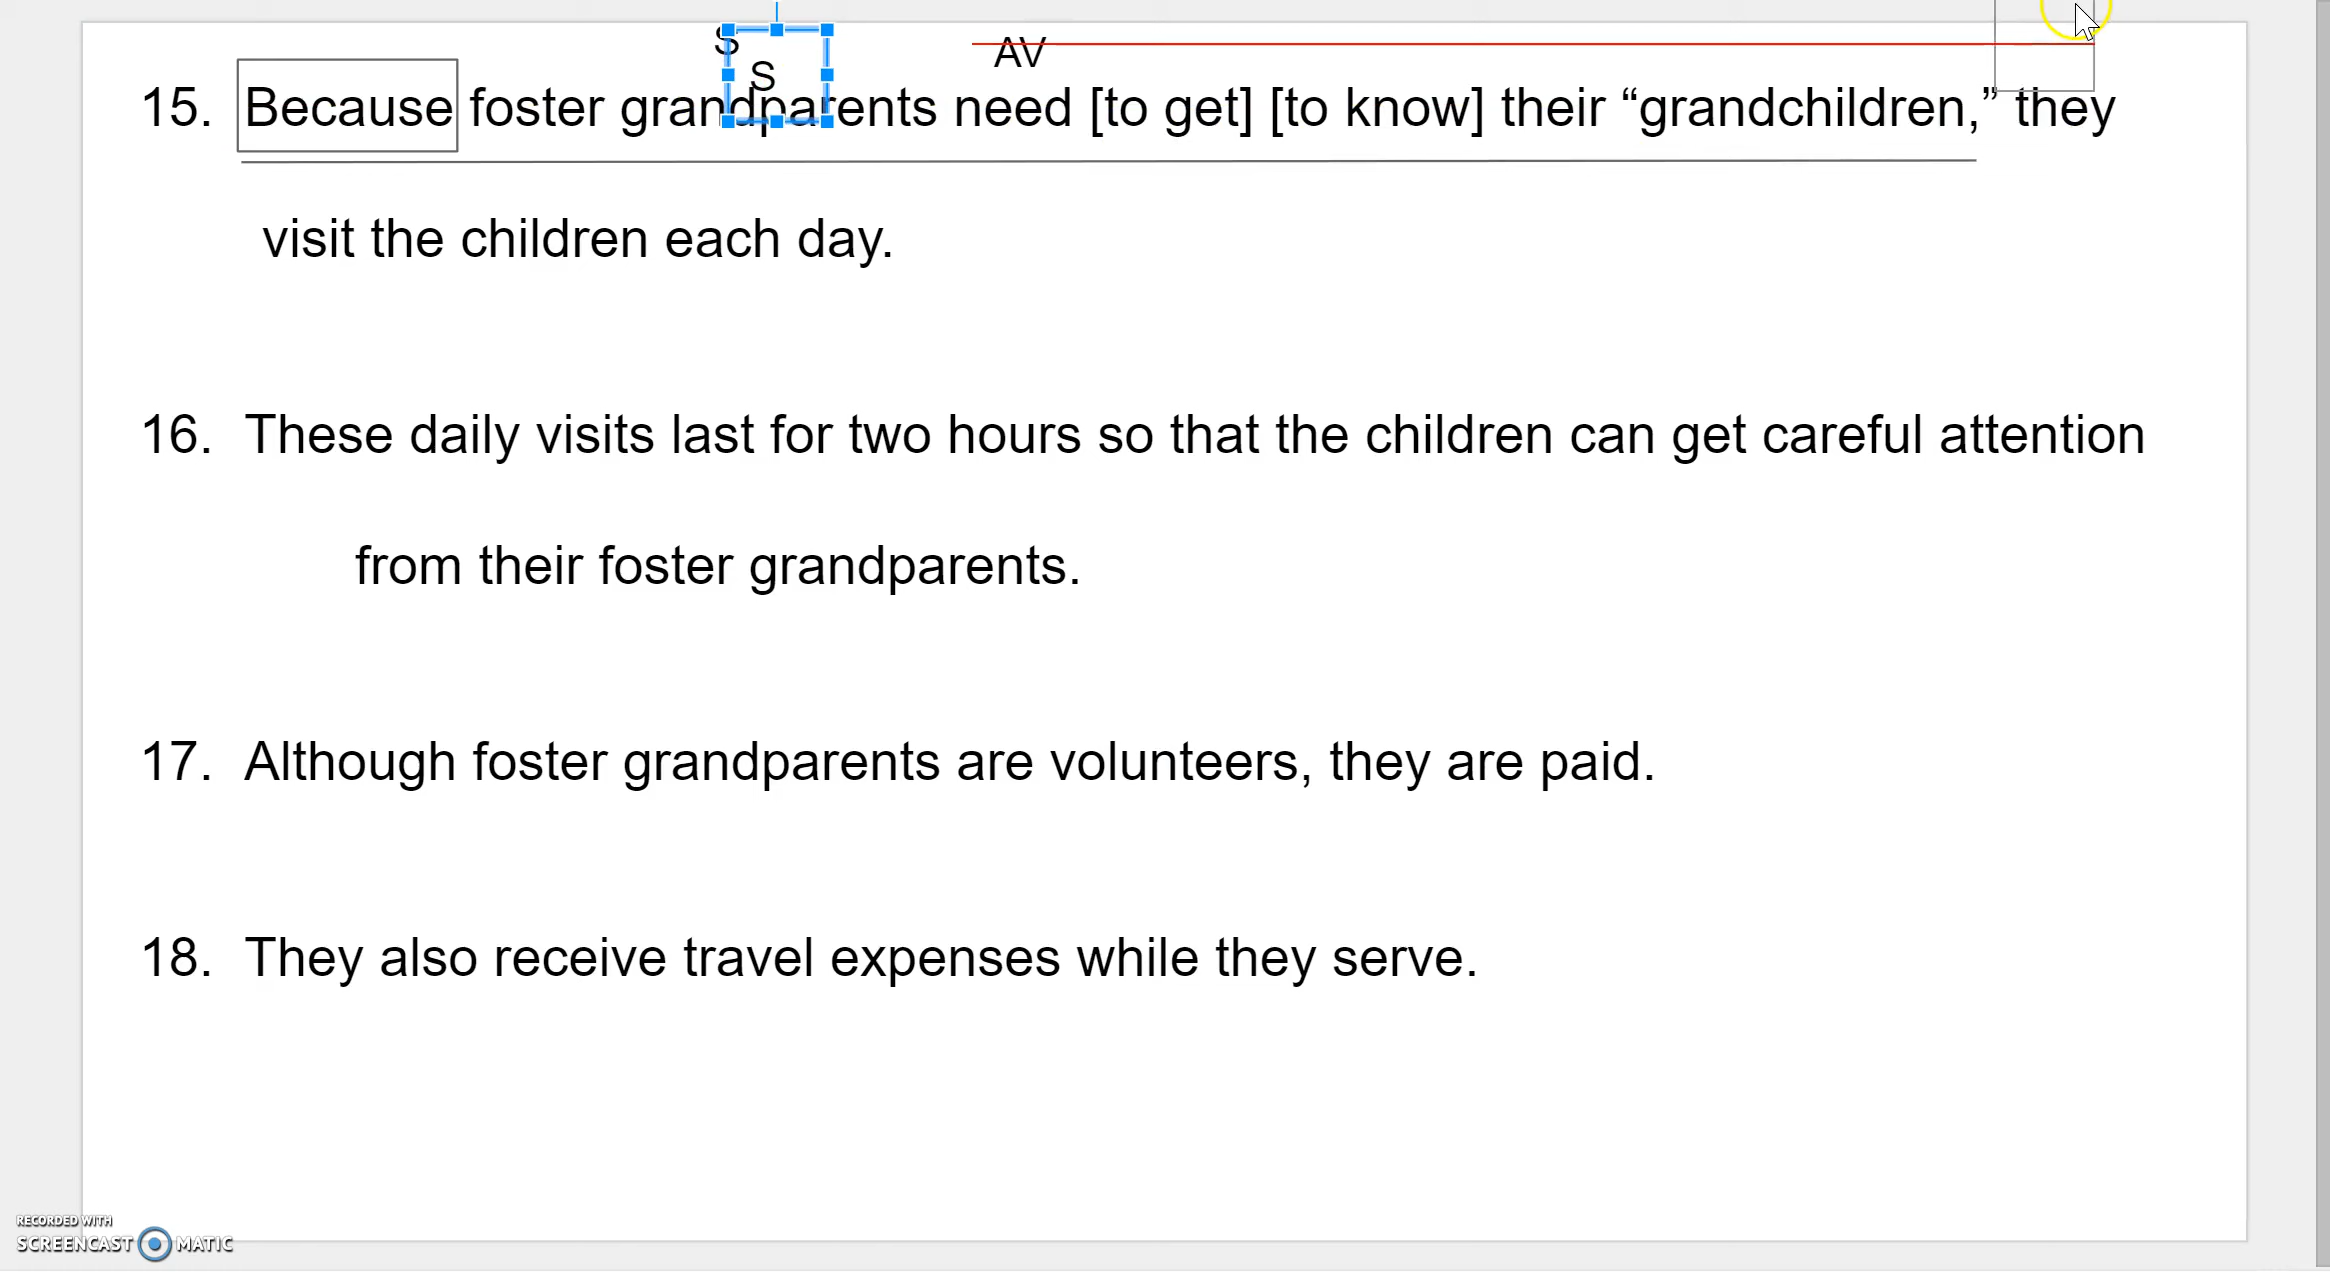 S
AV
S
15. Because foster grandparents need [to get] [to know] their “grandchildren,” they
visit the children each day.
16. These daily visits last for two hours so that the children can get careful attention
from their foster grandparents.
17. Although foster grandparents are volunteers, they are paid.
18. They also receive travel expenses while they serve.
RECORDED WITH
SCREENCAST MATIC